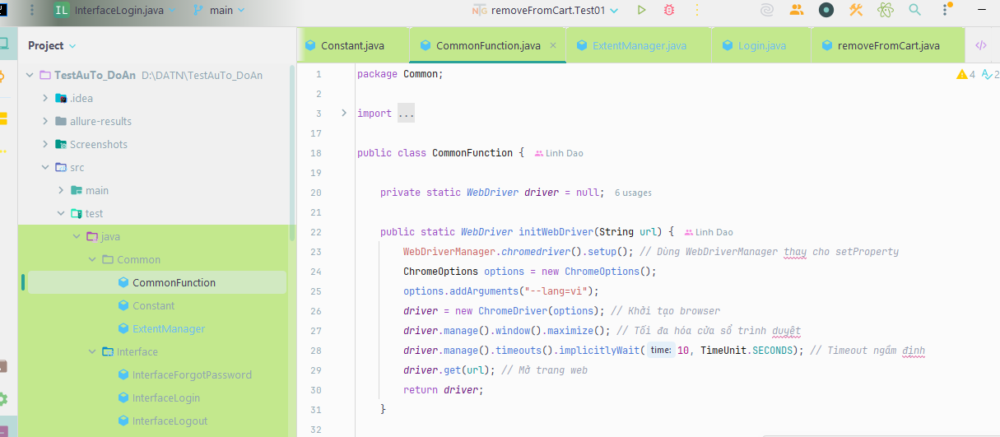 IL InterfaceLogin.java main removeFromCart.Test01
Project
Constant.java CommonFunction.java ExtentManager.java Login.java removeFromCart.java
TestAuTo_DoAn D:\DATN\TestAuTo_DoAn
.idea
allure-results
Screenshots
src
main
test
java
Common
CommonFunction
Constant
ExtentManager
Interface
InterfaceForgotPassword
InterfaceLogin
InterfaceLogout
4 2
1 package Common;
2
3 import ...
17
18 public class CommonFunction { Linh Dao
19
20 private static WebDriver driver = null; 6 usages
21
22 public static WebDriver initWebDriver(String url) { Linh Dao
23 WebDriverManager.chromedriver().setup(); // Dùng WebDriverManager thay cho setProperty
24 ChromeOptions options = new ChromeOptions();
25 options.addArguments("--lang=vi");
26 driver = new ChromeDriver(options); // Khởi tạo browser
27 driver.manage().window().maximize(); // Tối đa hóa cửa sổ trình duyệt
28 driver.manage().timeouts().implicitlyWait( time: 10, TimeUnit.SECONDS); // Timeout ngầm định
29 driver.get(url); // Mở trang web
30 return driver;
31 }
32